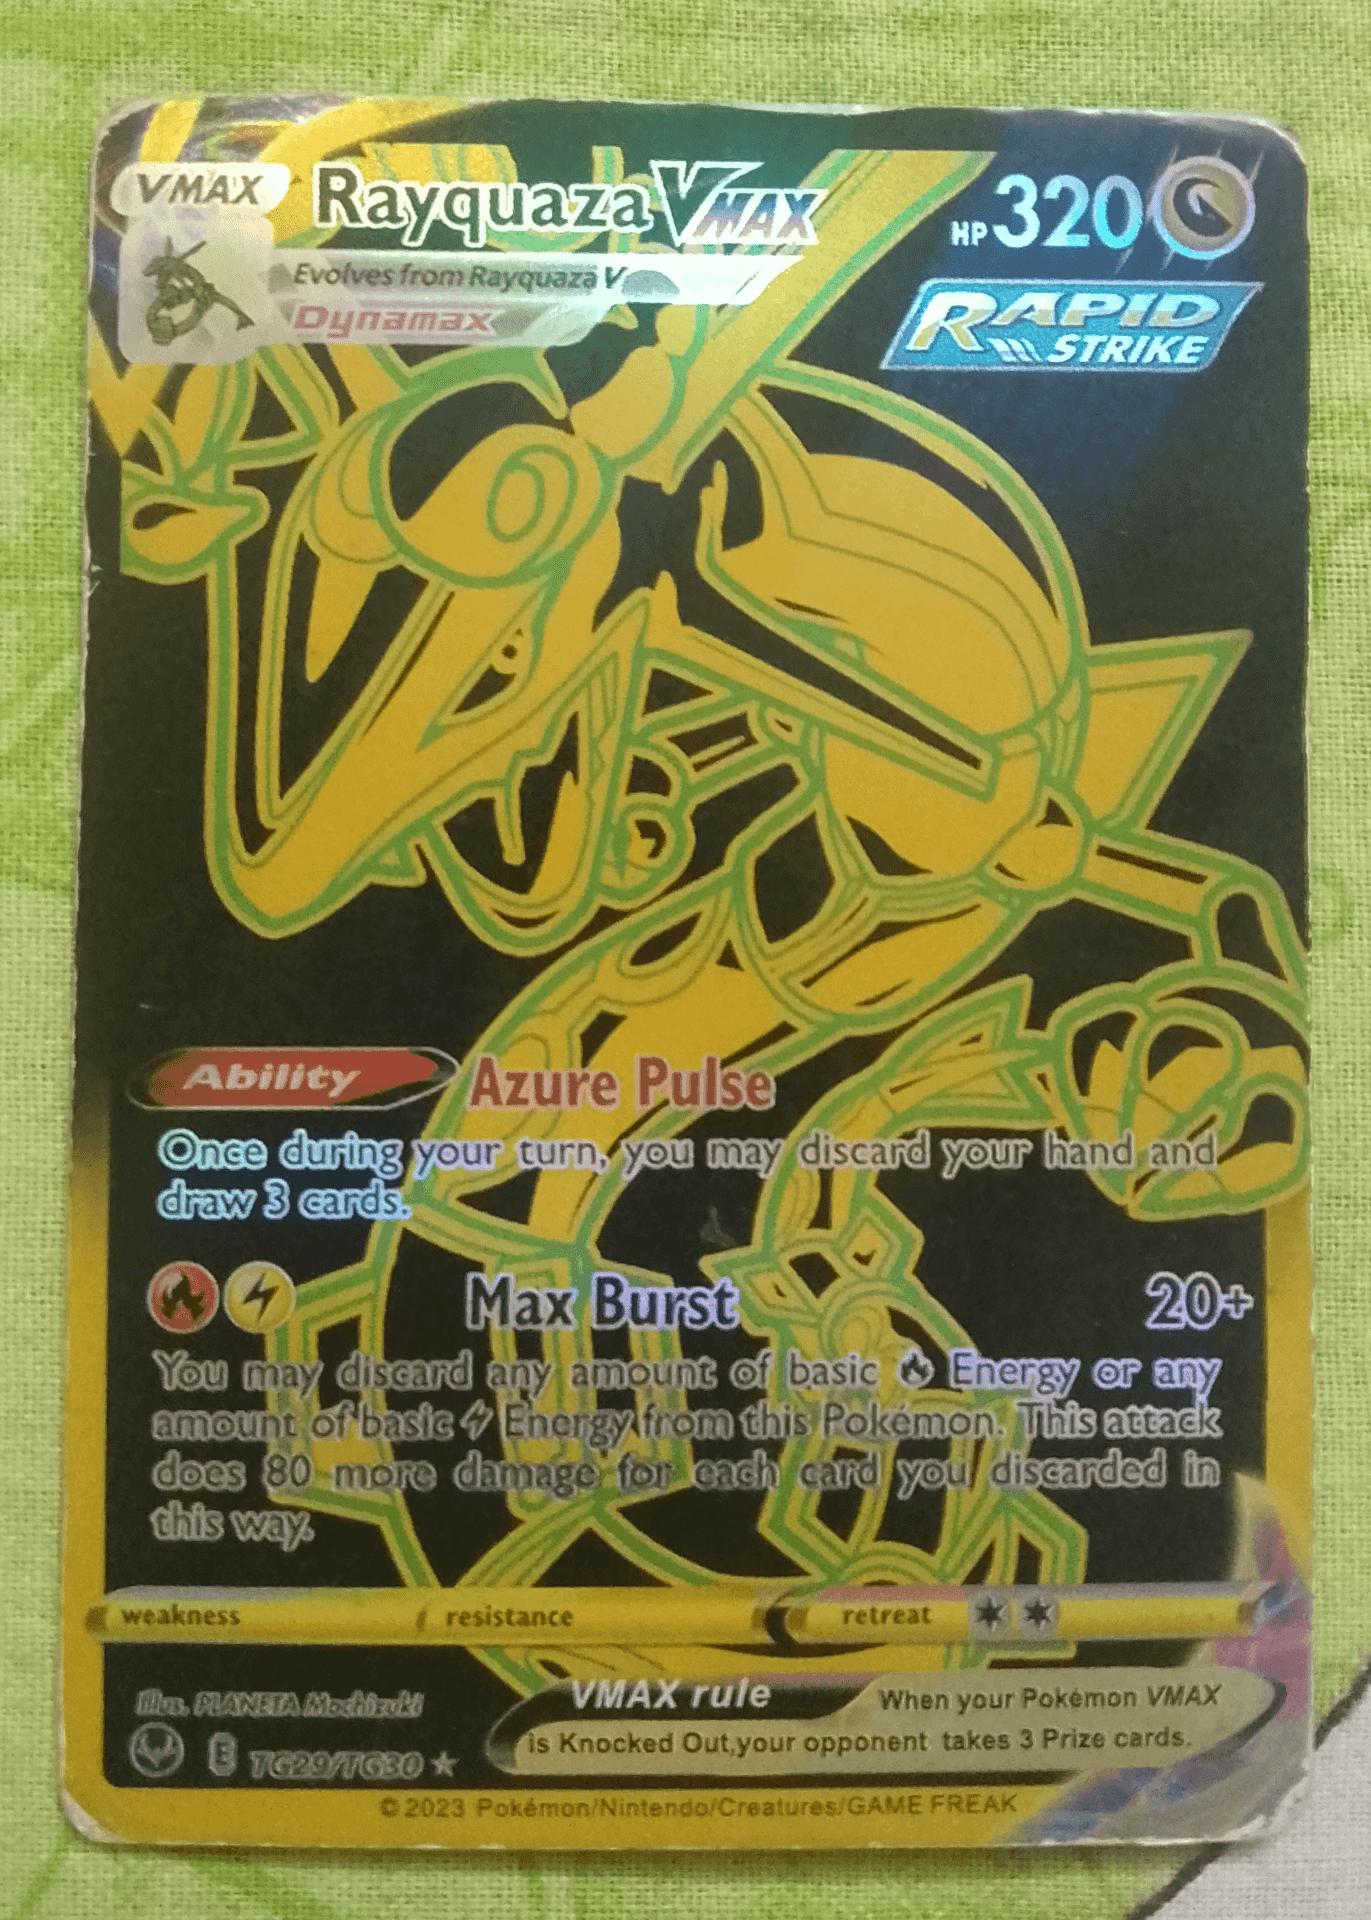 VMAX
Rayquaza VMAX
HP 320
Evolves from Rayquaza V
Dynamax
RAPID
STRIKE
Ability Azure Pulse
Once during your turn, you may discard your hand and
draw 3 cards.
Max Burst 20+
You may discard any amount of basic Energy or any
amount of basic Energy from this Pokémon. This attack
does 80 more damage for each card you discarded in
this way.
weakness resistance retreat
Illus. PLANETA Mochizuki
VMAX rule When your Pokémon VMAX
is Knocked Out,your opponent takes 3 Prize cards.
E TG29/TG30 ★
© 2023 Pokémon/Nintendo/Creatures/GAME FREAK